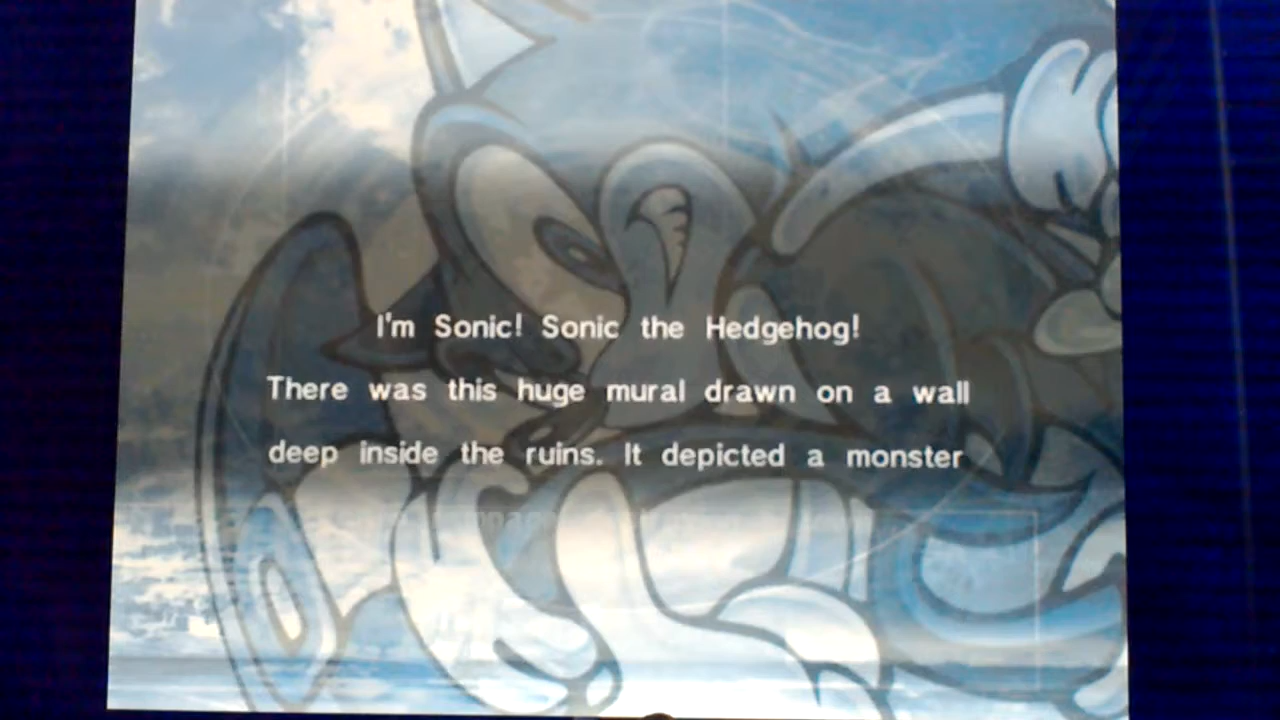 I'm Sonic! Sonic the Hedgehog!
There was this huge mural drawn on a wall
deep inside the ruins. It depicted a monster